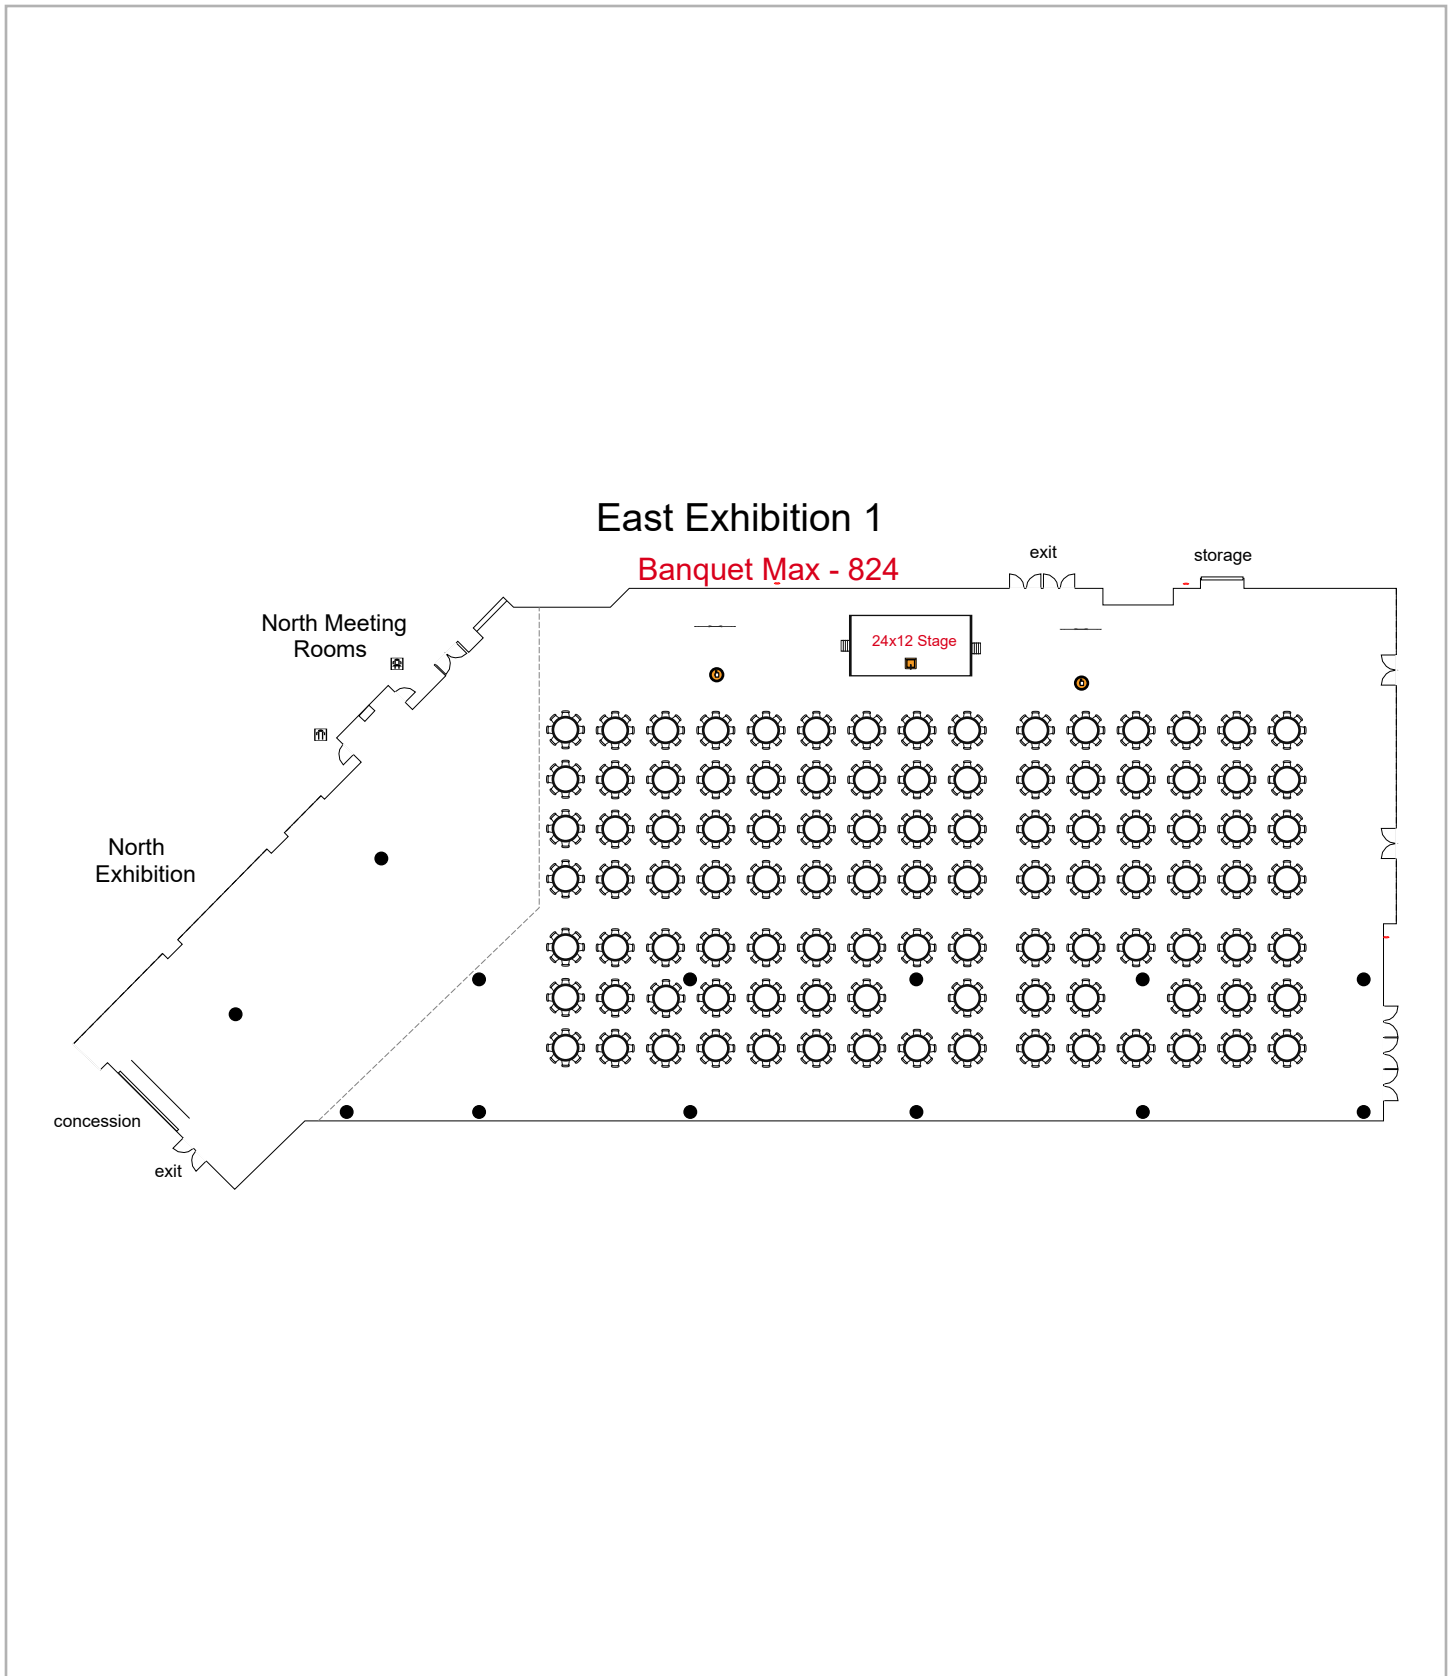 East Exhibition 1
Banquet Max - 824
exit
storage
North Meeting
Rooms
24x12 Stage
North
Exhibition
concession
exit